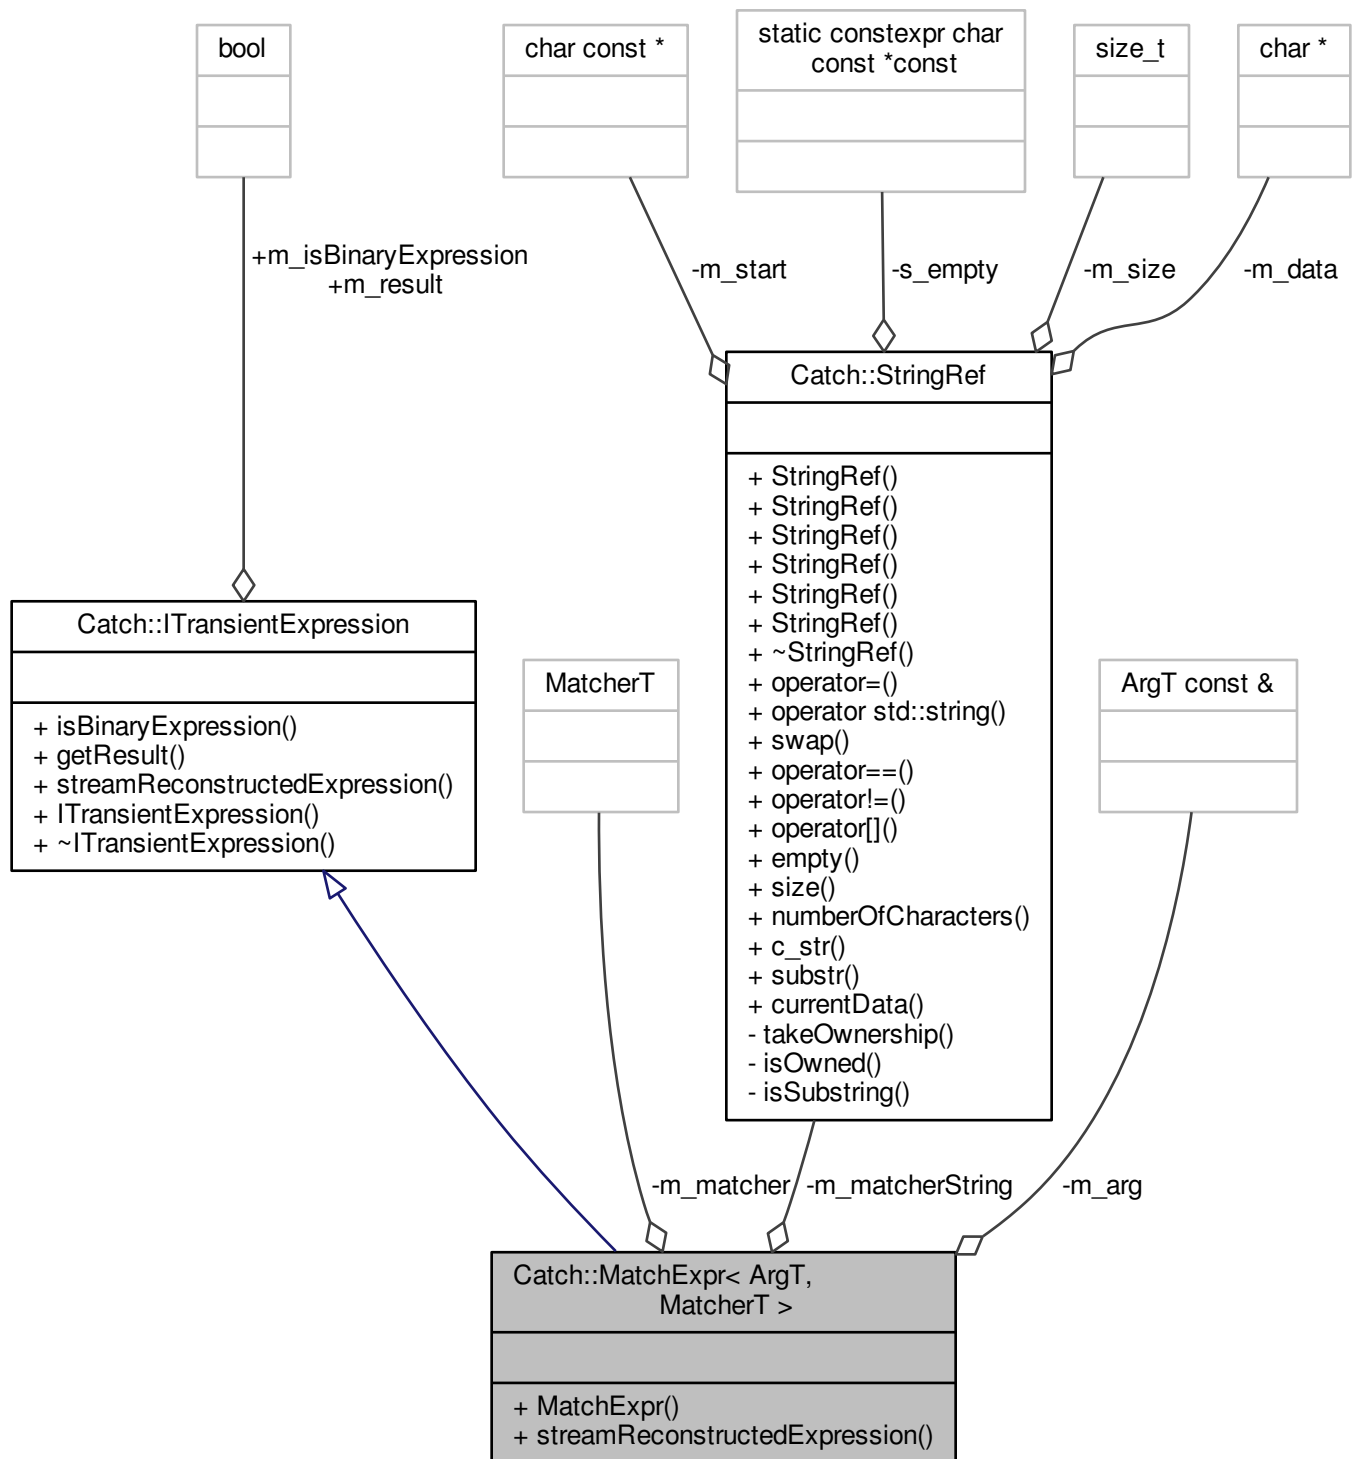 bool
char const *
static constexpr char
const *const
size_t
char *
+m_isBinaryExpression
+m_result
-m_start
-s_empty
-m_size
-m_data
Catch::StringRef
+ StringRef()
+ StringRef()
+ StringRef()
+ StringRef()
+ StringRef()
+ StringRef()
+ ~StringRef()
+ operator=()
+ operator std::string()
+ swap()
+ operator==()
+ operator!=()
+ operator[]()
+ empty()
+ size()
+ numberOfCharacters()
+ c_str()
+ substr()
+ currentData()
- takeOwnership()
- isOwned()
- isSubstring()
Catch::ITransientExpression
+ isBinaryExpression()
+ getResult()
+ streamReconstructedExpression()
+ ITransientExpression()
+ ~ITransientExpression()
MatcherT
ArgT const &
-m_matcher
-m_matcherString
-m_arg
Catch::MatchExpr< ArgT,
MatcherT >
+ MatchExpr()
+ streamReconstructedExpression()